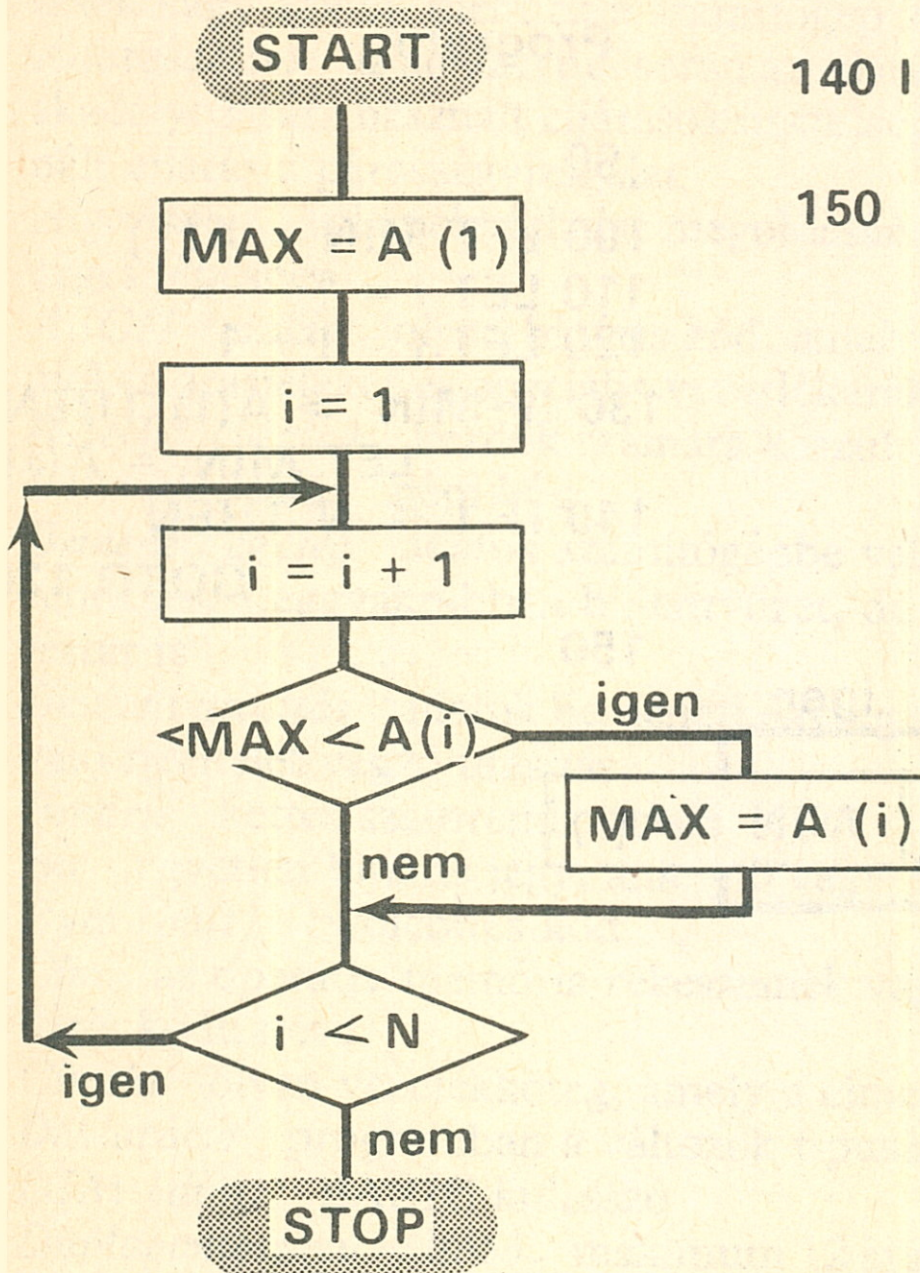 START
140 I
150
MAX = A (1)
i = 1
i = i + 1
MAX < A(i)
igen
MAX = A (i)
nem
i < N
igen
nem
STOP